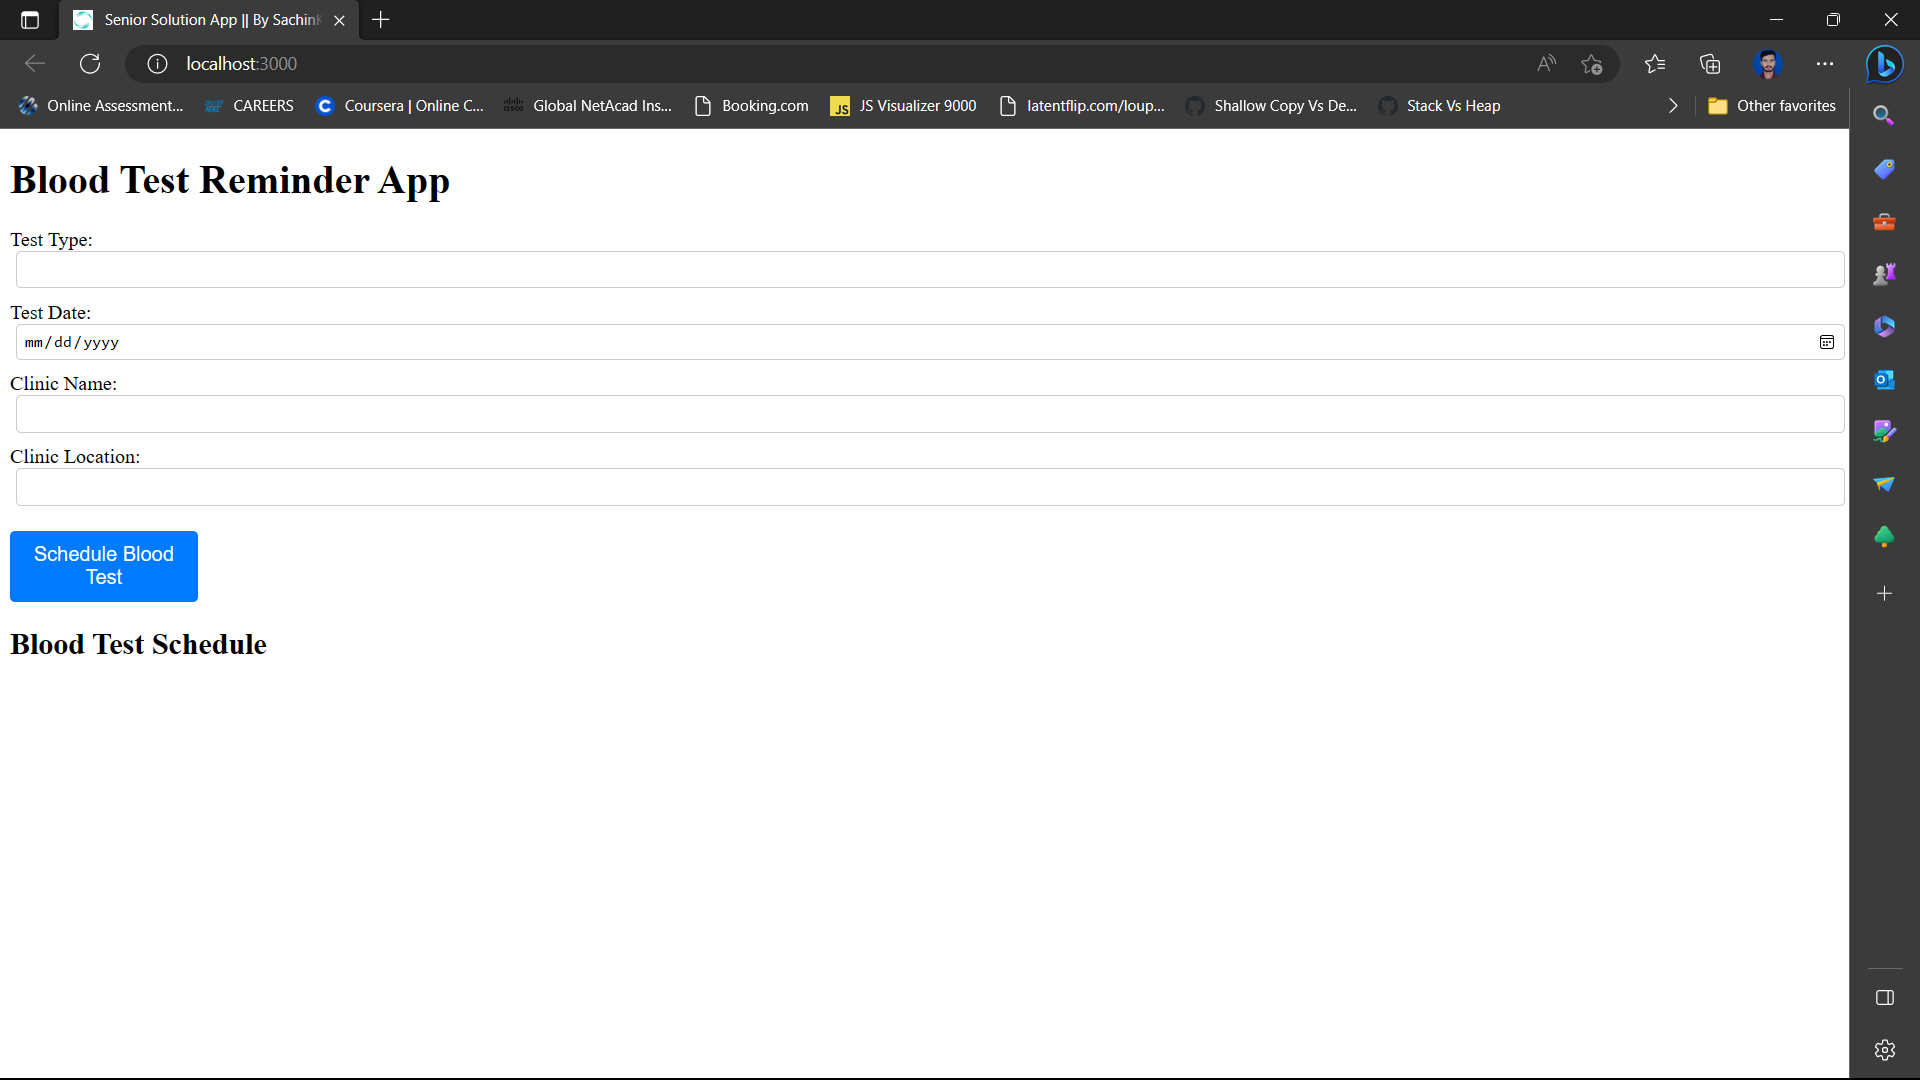 Senior Solution App || By Sachin
localhost:3000
Online Assessment... CAREERS Coursera | Online C... Global NetAcad Ins... Booking.com JS Visualizer 9000 latentflip.com/loup... Shallow Copy Vs De... Stack Vs Heap Other favorites
Blood Test Reminder App
Test Type:
Test Date:
mm/dd/yyyy
Clinic Name:
Clinic Location:
Schedule Blood
Test
Blood Test Schedule